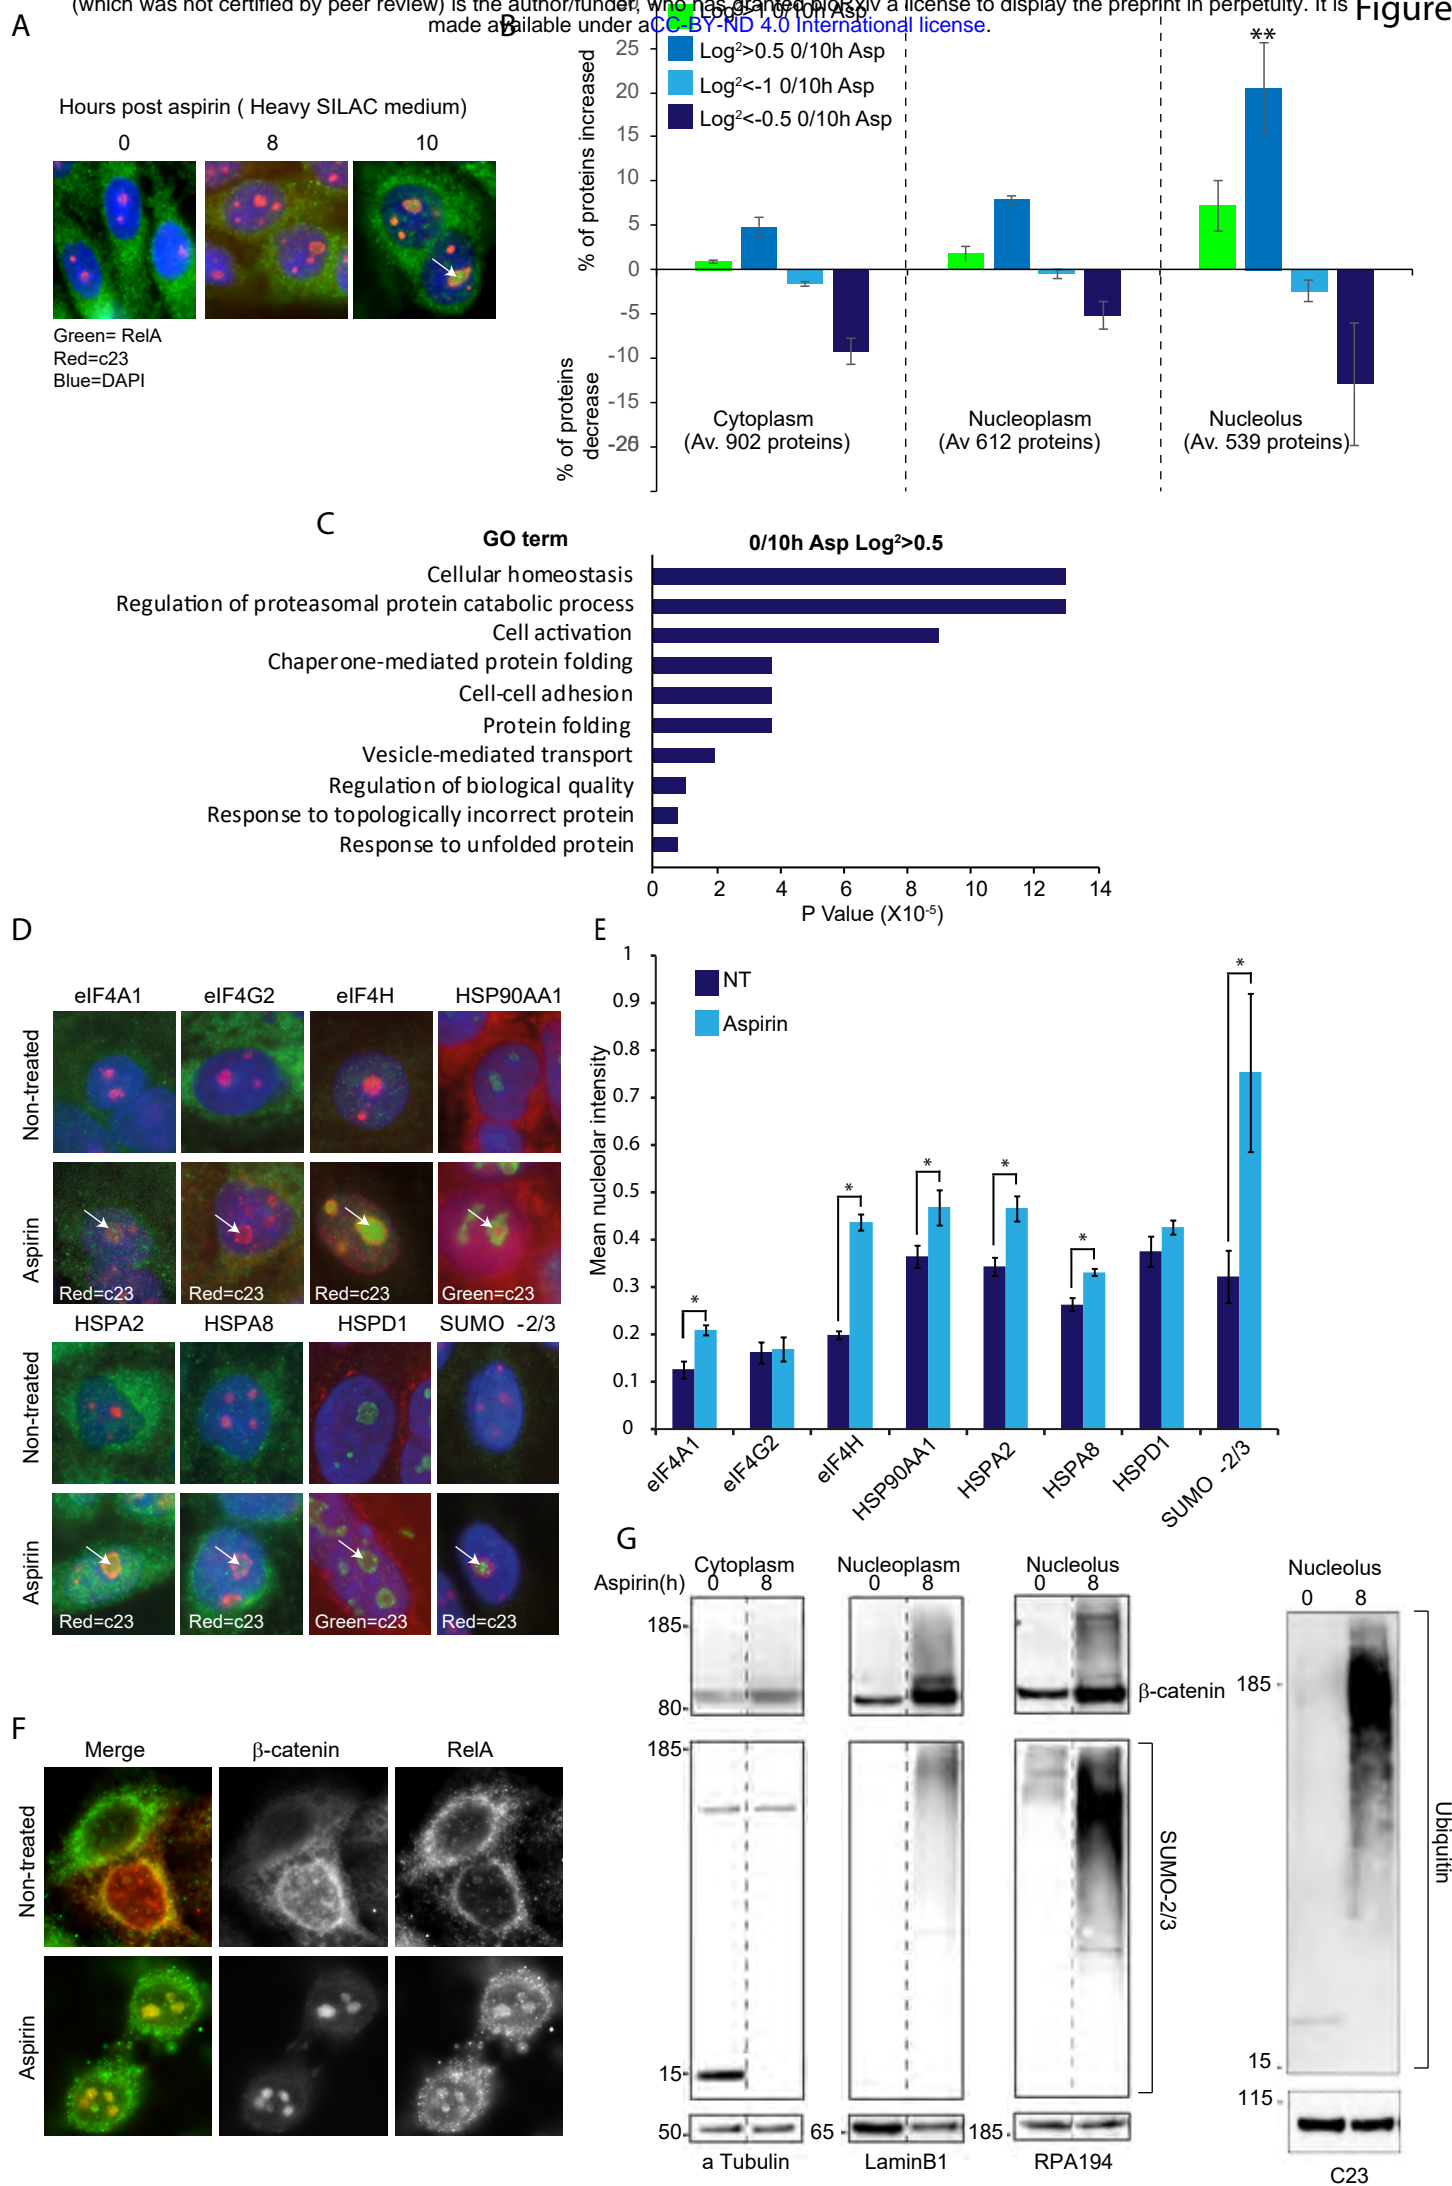 (which was not certified by peer review) is the author/funder, who has granted bioRxiv a license to display the preprint in perpetuity. It is
made available under aCC-BY-ND 4.0 International license.
Figure
A
Hours post aspirin ( Heavy SILAC medium)
0 8 10
Green= RelA
Red=c23
Blue=DAPI
B
Log²>1 0/10h Asp
Log²>0.5 0/10h Asp
Log²<-1 0/10h Asp
Log²<-0.5 0/10h Asp
**
% of proteins increased
% of proteins
decrease
25
20
15
10
5
0
-5
-10
-15
Cytoplasm
(Av. 902 proteins)
Nucleoplasm
(Av 612 proteins)
Nucleolus
(Av. 539 proteins)
C
GO term
0/10h Asp Log²>0.5
Cellular homeostasis
Regulation of proteasomal protein catabolic process
Cell activation
Chaperone-mediated protein folding
Cell-cell adhesion
Protein folding
Vesicle-mediated transport
Regulation of biological quality
Response to topologically incorrect protein
Response to unfolded protein
0 2 4 6 8 10 12 14
P Value (X10⁻⁵)
D
eIF4A1 eIF4G2 eIF4H HSP90AA1
Non-treated
Aspirin
Red=c23 Red=c23 Red=c23 Green=c23
HSPA2 HSPA8 HSPD1 SUMO -2/3
Non-treated
Aspirin
Red=c23 Red=c23 Green=c23 Red=c23
E
NT
Aspirin
Mean nucleolar intensity
1
0.9
0.8
0.7
0.6
0.5
0.4
0.3
0.2
0.1
0
* * * * * *
eIF4A1 eIF4G2 eIF4H HSP90AA1 HSPA2 HSPA8 HSPD1 SUMO -2/3
F
Merge β-catenin RelA
Non-treated
Aspirin
G
Cytoplasm Nucleoplasm Nucleolus Nucleolus
Aspirin(h) 0 8 0 8 0 8 0 8
185
80
β-catenin
185
15
SUMO-2/3
185
15
Ubiquitin
50 65 185 115
a Tubulin LaminB1 RPA194 C23